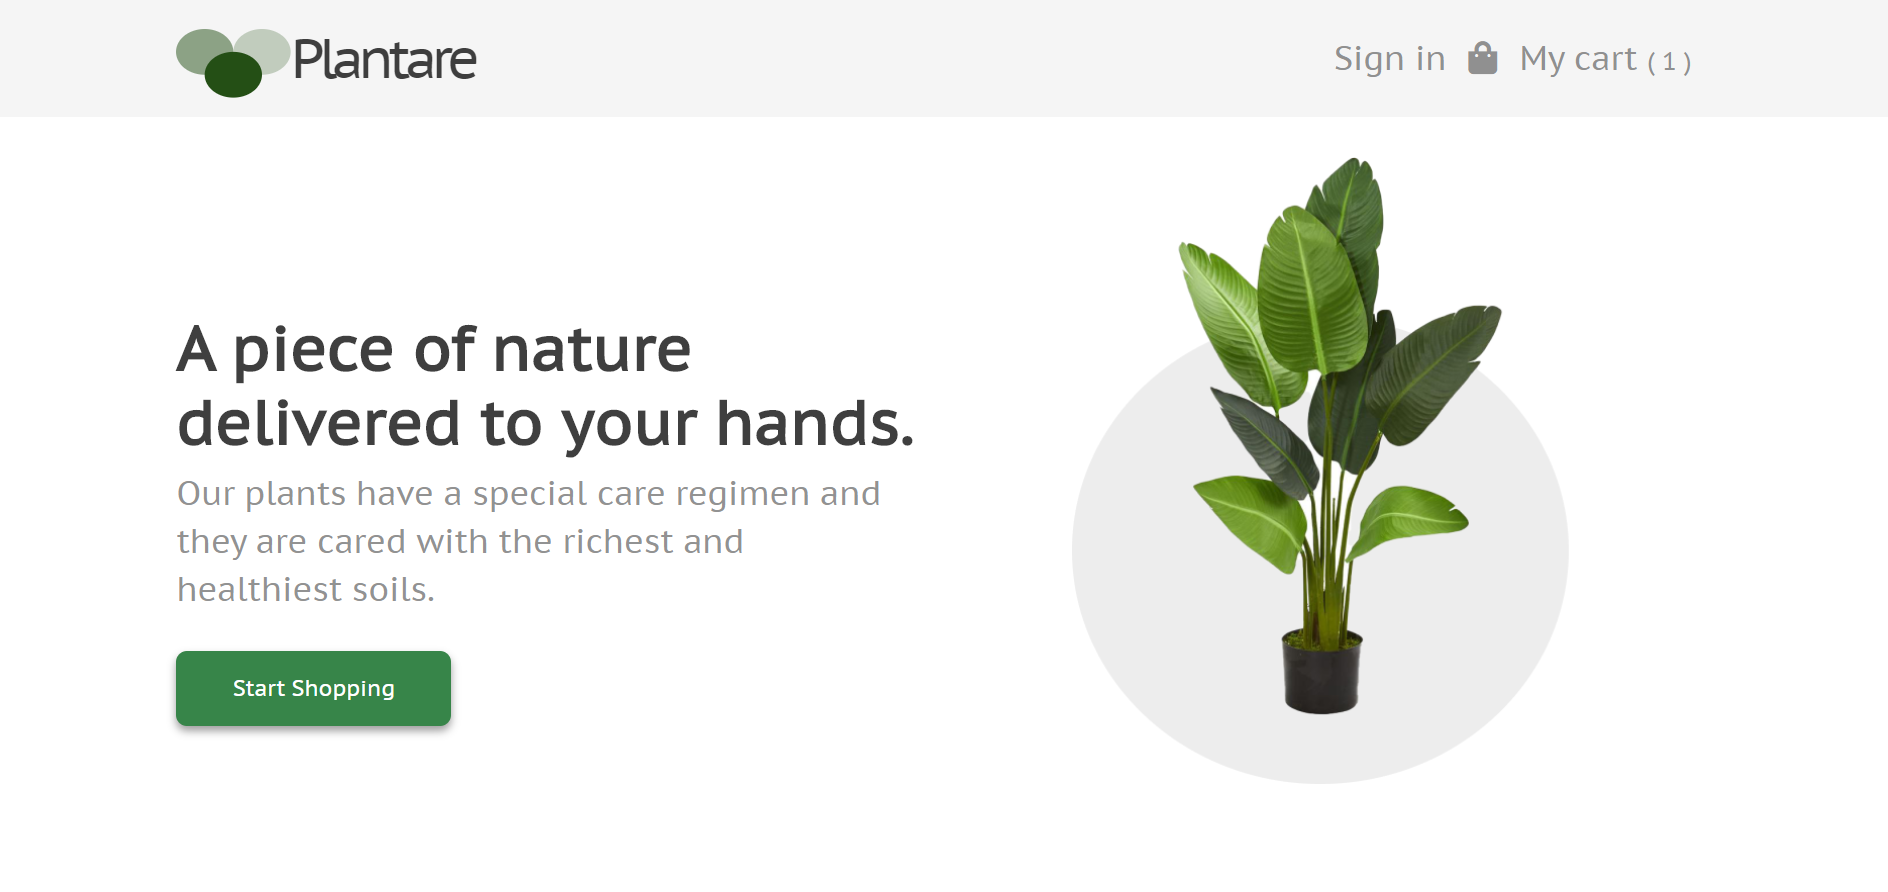 Plantare
Sign in
My cart ( 1 )
A piece of nature
delivered to your hands.
Our plants have a special care regimen and
they are cared with the richest and
healthiest soils.
Start Shopping